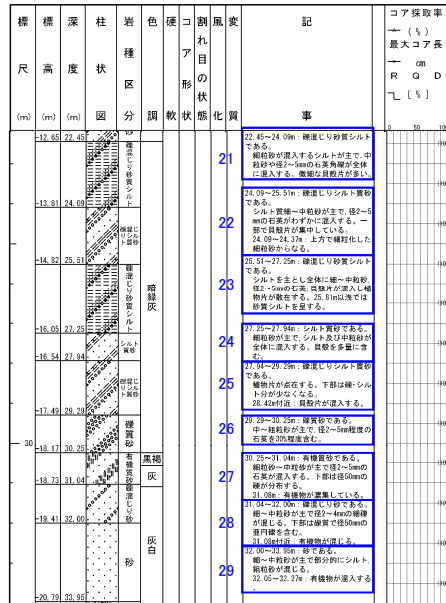 標尺 (m)
標高 (m)
深度 (m)
柱状図
岩種区分
色調
硬軟
コア形状
割れ目の状態
風化
変質
記事
コア採取率
(%)
最大コア長
cm
R Q D
[%]
0 50 100
-12.65 22.45
砂
礫混じり砂質シルト
21
22.45~24.09m:礫混じり砂質シルト
である。
細粒砂が混入するシルトが主で、中
粒砂や径2~5mmの石英角礫が全体
に混入する、微細な貝殻片が多い。
-13.81 24.09
礫混じりシルト質砂
22
24.09~25.51m:礫混じりシルト質砂
である。
シルト質細~中粒砂が主で、径2~5
mmの石英がわずかに混入する。一
部で貝殻片が集中している。
24.09~24.37m:上方で細粒化した
細粒砂からなる。
-14.82 25.51
礫混じり砂質シルト
暗緑灰
23
25.51~27.25m:礫混じり砂質シルト
である。
シルトを主とし全体に細~中粒砂、
径2~5mmの石英、貝殻片が混入し植
物片が散在する。25.81m以浅では
砂質シルトを呈する。
-16.05 27.25
シルト質砂
24
27.25~27.94m:シルト質砂である。
細粒砂が主で、シルト及び中粒砂が
全体に混入する。貝殻を多量に含
む。
-16.54 27.94
礫混じりシルト質砂
25
27.94~29.29m:礫混じりシルト質砂
である。
植物片が点在する。下部は礫・シル
ト分が少なくなる。
28.42m付近:貝殻片が混入する。
-17.49 29.29
30
礫質砂
26
29.29~30.25m:礫質砂である。
中~粗粒砂が主で、径2~5mm程度の
石英を30%程度含む。
-18.17 30.25
有機質砂
黒褐
灰
27
30.25~31.04m:有機質砂である。
細粒砂~中粒砂が主で径2~5mmの
石英が混入する。下部は径50mmの
礫が分布する。
31.08m:有機物が濃集している。
-18.73 31.04
礫混じり砂
28
31.04~32.00m:礫混じり砂である。
細~中粒砂が主で径2~4mmの細礫
が混じる。下部は礫質で径50mmの
亜円礫を含む。
31.08m付近:有機物が混じる。
-19.41 32.00
灰白
砂
29
32.00~33.95m:砂である。
細~中粒砂が主で部分的にシルト、
粗粒砂が混じる。
32.05~32.27m:有機物が混入する
。
-20.79 33.95